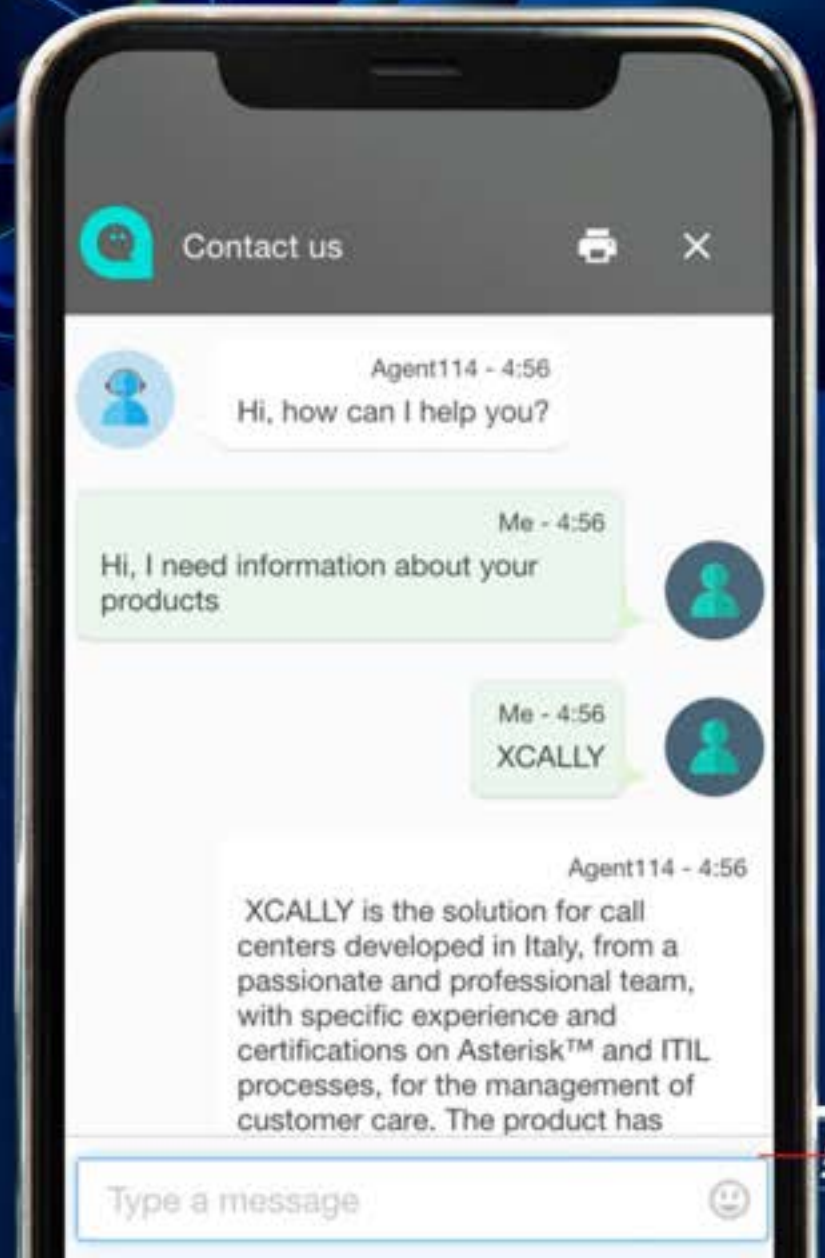 Contact us
Agent114 - 4:56
Hi, how can I help you?
Me - 4:56
Hi, I need information about your
products
Me - 4:56
XCALLY
Agent114 - 4:56
XCALLY is the solution for call
centers developed in Italy, from a
passionate and professional team,
with specific experience and
certifications on Asterisk™ and ITIL
processes, for the management of
customer care. The product has
Type a message